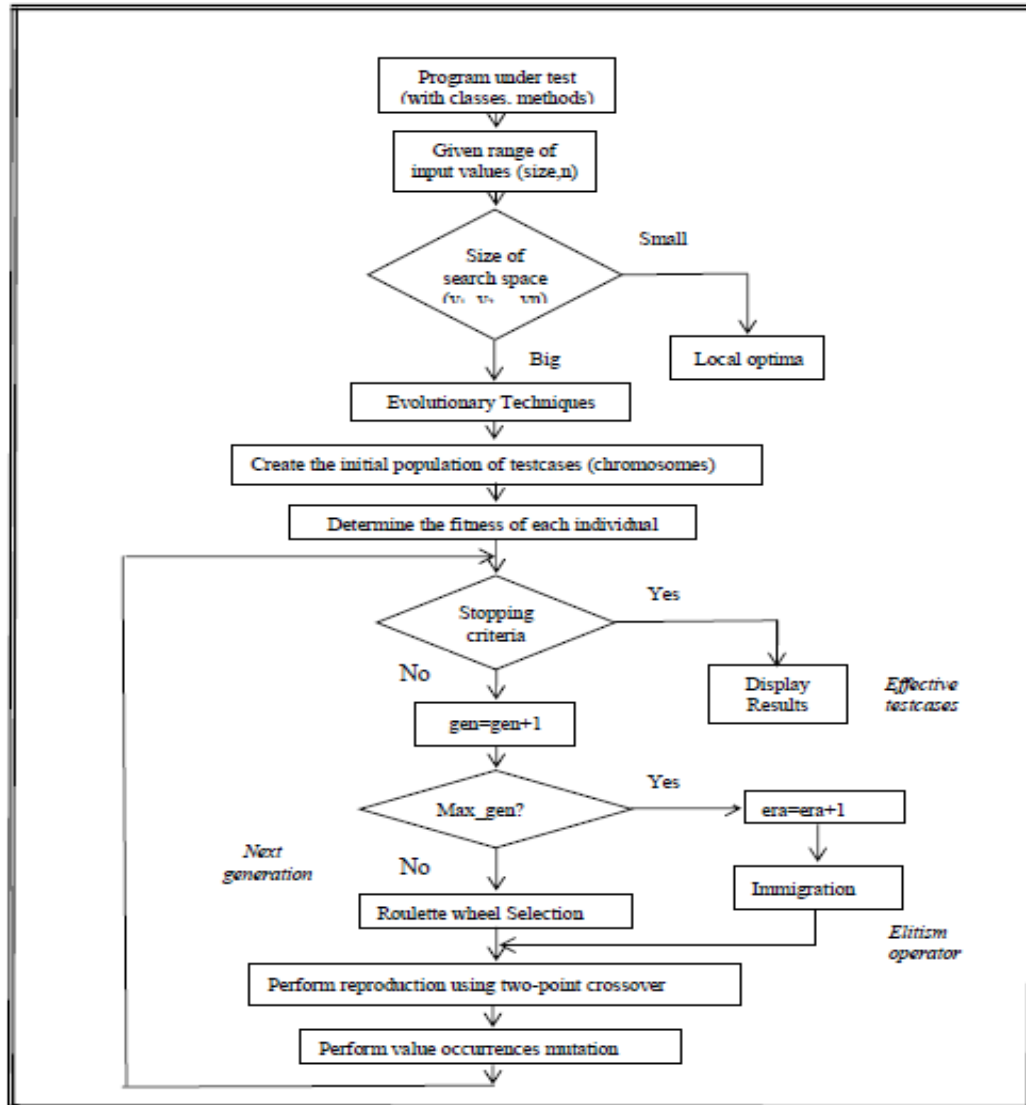 Program under test
(with classes, methods)
Given range of
input values (size,n)
Size of
search space
Small
Big
Local optima
Evolutionary Techniques
Create the initial population of testcases (chromosomes)
Determine the fitness of each individual
Stopping
criteria
Yes
No
Display
Results
Effective
testcases
gen=gen+1
Max_gen?
Yes
era=era+1
No
Next
generation
Immigration
Roulette wheel Selection
Elitism
operator
Perform reproduction using two-point crossover
Perform value occurrences mutation